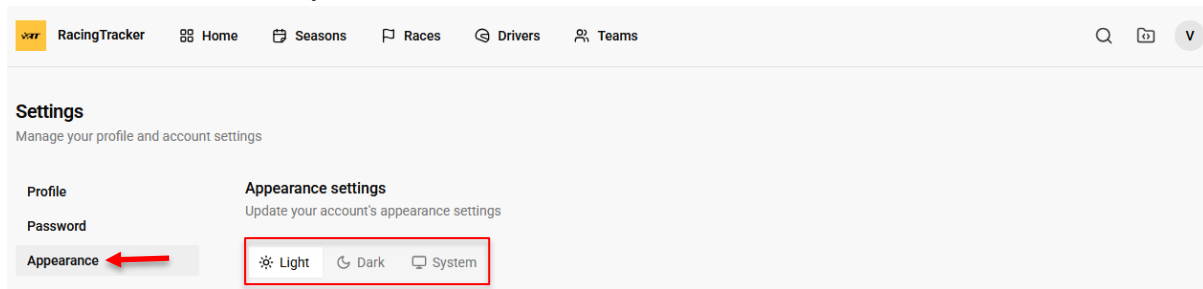 RacingTracker Home Seasons Races Drivers Teams V
Settings
Manage your profile and account settings
Profile
Password
Appearance
Appearance settings
Update your account's appearance settings
Light Dark System